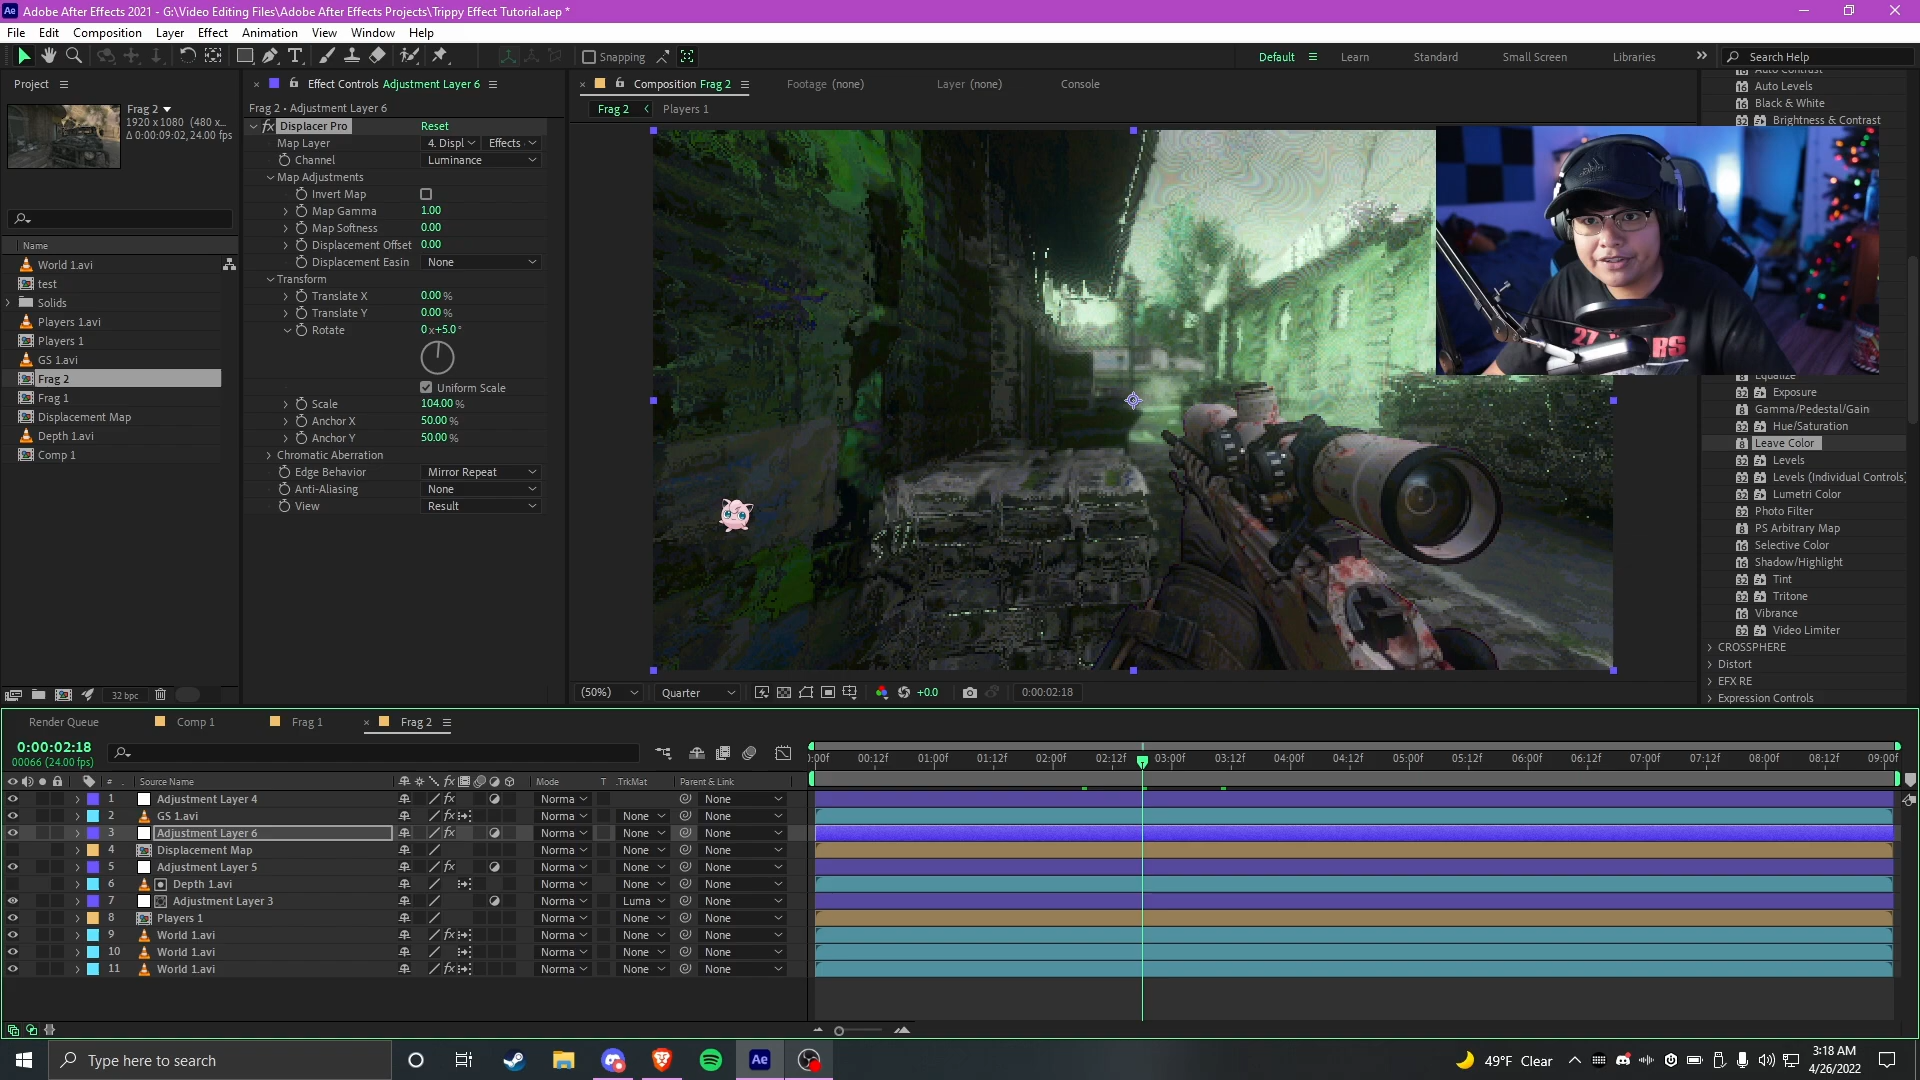 Adobe After Effects 2021 - G:\Video Editing Files\Adobe After Effects Projects\Trippy Effect Tutorial.aep *
File Edit Composition Layer Effect Animation View Window Help
Snapping
Default Learn Standard Small Screen Libraries Search Help
Project
Frag 2
1920 x 1080 (480 x...
Δ 0:00:09:02, 24.00 fps
Name
World 1.avi
test
Solids
Players 1.avi
Players 1
GS 1.avi
Frag 2
Frag 1
Displacement Map
Depth 1.avi
Comp 1
32 bpc
Effect Controls Adjustment Layer 6
Frag 2 • Adjustment Layer 6
fx Displacer Pro Reset
Map Layer 4. Displ Effects
Channel Luminance
Map Adjustments
Invert Map
Map Gamma 1.00
Map Softness 0.00
Displacement Offset 0.00
Displacement Easin None
Transform
Translate X 0.00 %
Translate Y 0.00 %
Rotate 0x+5.0°
Uniform Scale
Scale 104.00 %
Anchor X 50.00 %
Anchor Y 50.00 %
Chromatic Aberration
Edge Behavior Mirror Repeat
Anti-Aliasing None
View Result
Composition Frag 2 Footage (none) Layer (none) Console
Frag 2 Players 1
(50%) Quarter +0.0 0:00:02:18
Auto Contrast
Auto Levels
Black & White
Brightness & Contrast
Equalize
Exposure
Gamma/Pedestal/Gain
Hue/Saturation
Leave Color
Levels
Levels (Individual Controls)
Lumetri Color
Photo Filter
PS Arbitrary Map
Selective Color
Shadow/Highlight
Tint
Tritone
Vibrance
Video Limiter
CROSSPHERE
Distort
EFX RE
Expression Controls
Render Queue Comp 1 Frag 1 Frag 2
0:00:02:18
00066 (24.00 fps)
:00f 00:12f 01:00f 01:12f 02:00f 02:12f 03:00f 03:12f 04:00f 04:12f 05:00f 05:12f 06:00f 06:12f 07:00f 07:12f 08:00f 08:12f 09:00f
# Source Name fx Mode T .TrkMat Parent & Link
1 Adjustment Layer 4 fx Norma None
2 GS 1.avi fx Norma None None
3 Adjustment Layer 6 fx Norma None None
4 Displacement Map Norma None None
5 Adjustment Layer 5 fx Norma None None
6 Depth 1.avi Norma None None
7 Adjustment Layer 3 Norma Luma None
8 Players 1 Norma None None
9 World 1.avi fx Norma None None
10 World 1.avi Norma None None
11 World 1.avi fx Norma None None
Type here to search
Ae
49°F Clear
3:18 AM
4/26/2022